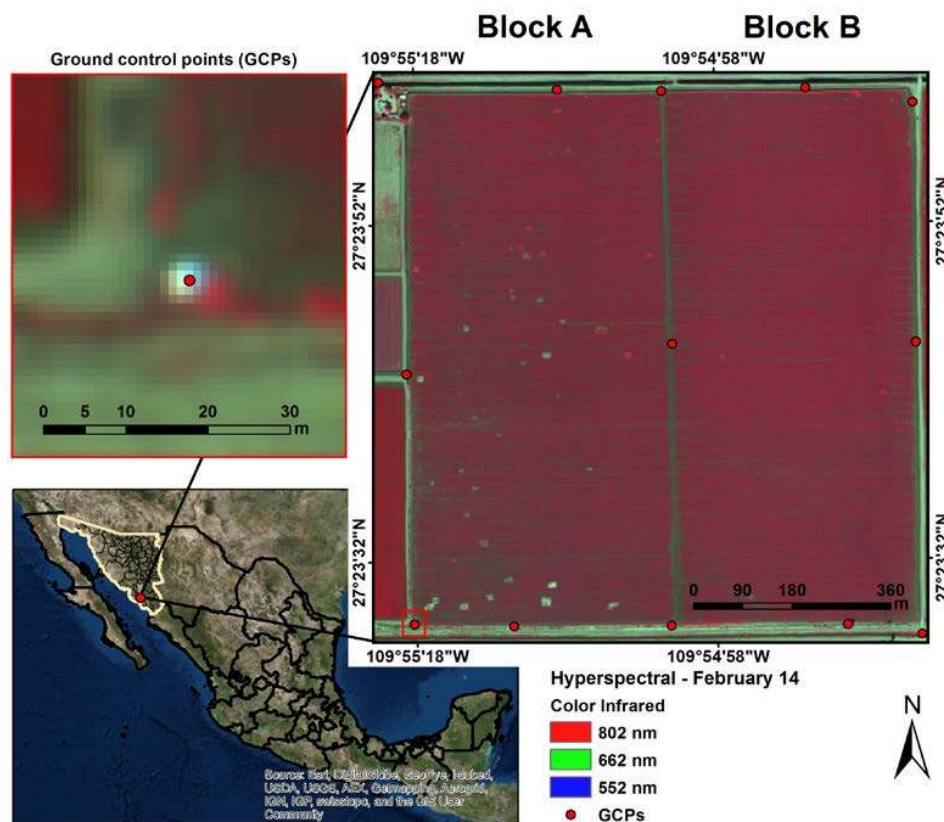 Block A
Block B
Ground control points (GCPs)
109°55'18"W
109°54'58"W
27°23'52"N
27°23'52"N
0 5 10 20 30
m
27°23'32"N
27°23'32"N
0 90 180 360
m
109°55'18"W
109°54'58"W
Hyperspectral - February 14
Color Infrared
802 nm
662 nm
552 nm
GCPs
N
Source: Esri, DigitalGlobe, GeoEye, Icubed,
USDA, USGS, AEX, Getmapping, Aerogrid,
IGN, IGP, swisstopo, and the GIS User
Community